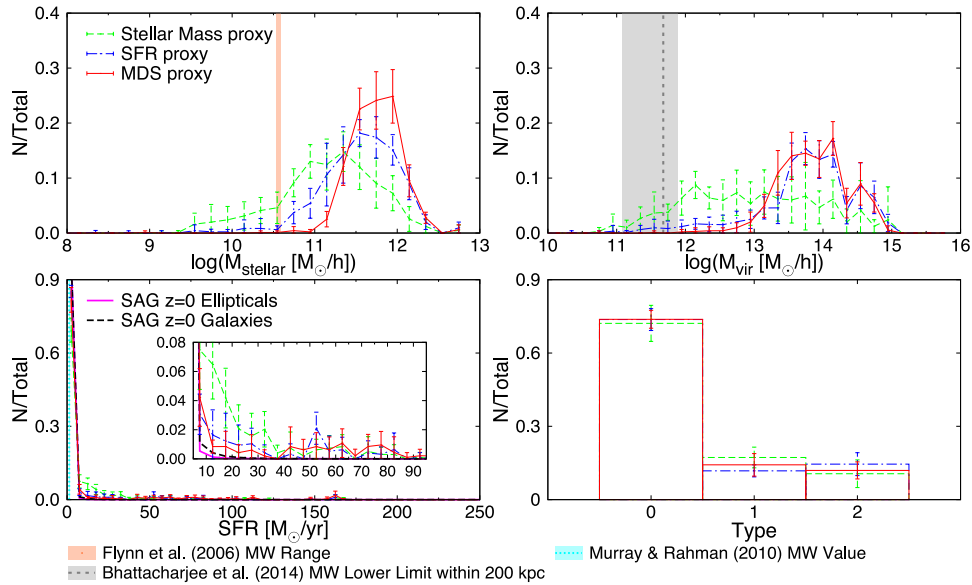 Stellar Mass proxy
SFR proxy
MDS proxy
N/Total
0.4
0.3
0.2
0.1
0.0
8 9 10 11 12 13
log(M_stellar [M_⊙/h])
N/Total
0.4
0.3
0.2
0.1
0.0
10 11 12 13 14 15 16
log(M_vir [M_⊙/h])
SAG z=0 Ellipticals
SAG z=0 Galaxies
N/Total
0.9
0.6
0.3
0
0.08
0.06
0.04
0.02
0.00
10 20 30 40 50 60 70 80 90
0 50 100 150 200 250
SFR [M_⊙/yr]
N/Total
0.9
0.6
0.3
0
0 1 2
Type
Flynn et al. (2006) MW Range
Murray & Rahman (2010) MW Value
Bhattacharjee et al. (2014) MW Lower Limit within 200 kpc